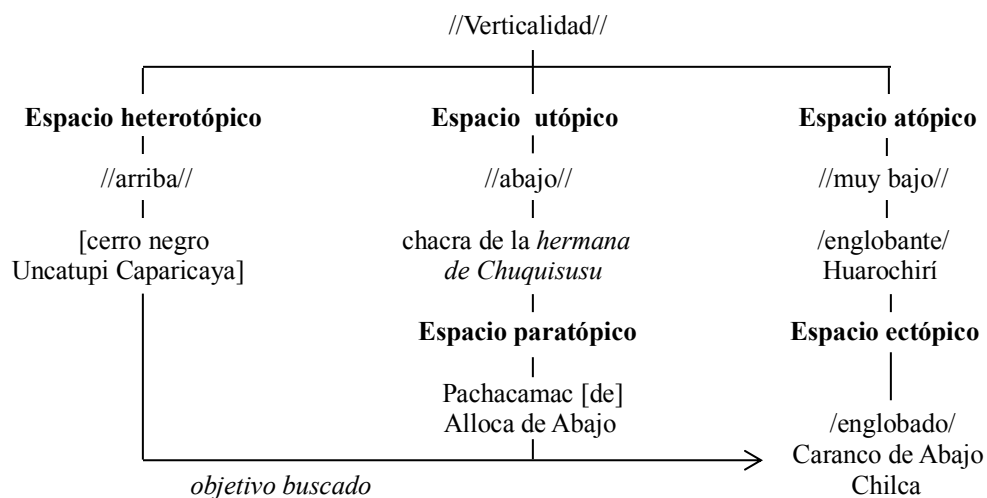 //Verticalidad//
Espacio heterotópico
Espacio utópico
Espacio atópico
//arriba//
//abajo//
//muy bajo//
[cerro negro
Uncatupi Caparicaya]
chacra de la hermana
de Chuquisusu
/englobante/
Huarochirí
Espacio paratópico
Espacio ectópico
Pachacamac [de]
Alloca de Abajo
/englobado/
Caranco de Abajo
Chilca
objetivo buscado